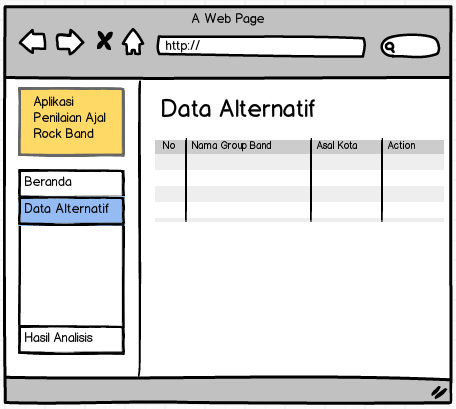 A Web Page
http://
Aplikasi
Penilaian Ajal
Rock Band
Beranda
Data Alternatif
Hasil Analisis
Data Alternatif
No Nama Group Band Asal Kota Action